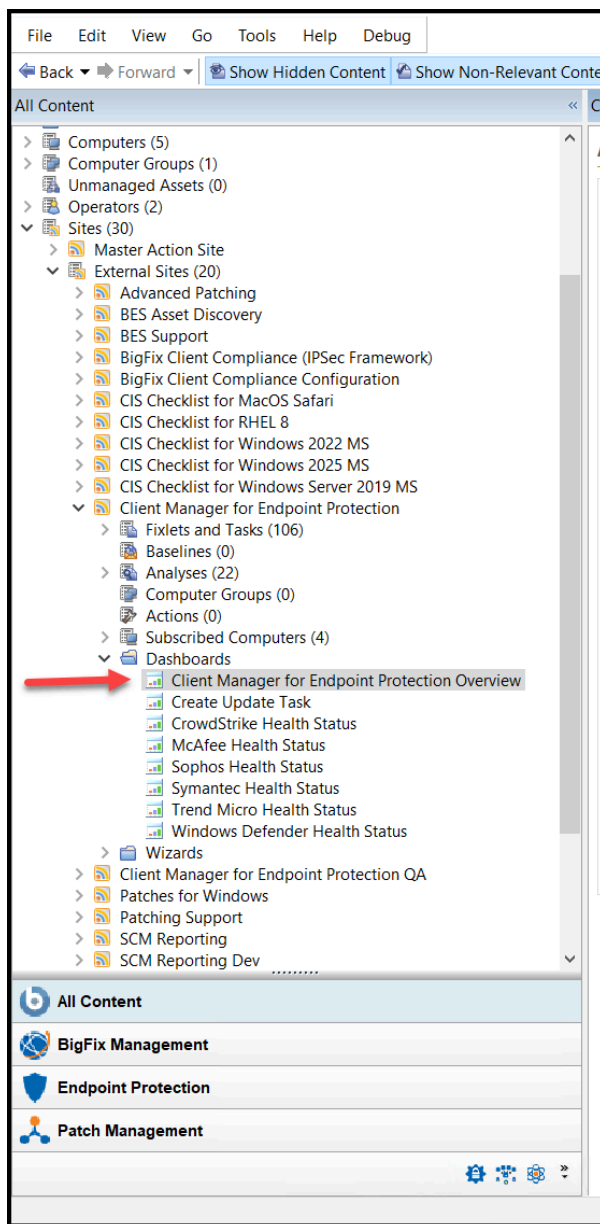 File Edit View Go Tools Help Debug
Back Forward Show Hidden Content Show Non-Relevant Conte
All Content « C
Computers (5)
Computer Groups (1)
Unmanaged Assets (0)
Operators (2)
Sites (30)
Master Action Site
External Sites (20)
Advanced Patching
BES Asset Discovery
BES Support
BigFix Client Compliance (IPSec Framework)
BigFix Client Compliance Configuration
CIS Checklist for MacOS Safari
CIS Checklist for RHEL 8
CIS Checklist for Windows 2022 MS
CIS Checklist for Windows 2025 MS
CIS Checklist for Windows Server 2019 MS
Client Manager for Endpoint Protection
Fixlets and Tasks (106)
Baselines (0)
Analyses (22)
Computer Groups (0)
Actions (0)
Subscribed Computers (4)
Dashboards
Client Manager for Endpoint Protection Overview
Create Update Task
CrowdStrike Health Status
McAfee Health Status
Sophos Health Status
Symantec Health Status
Trend Micro Health Status
Windows Defender Health Status
Wizards
Client Manager for Endpoint Protection QA
Patches for Windows
Patching Support
SCM Reporting
SCM Reporting Dev
All Content
BigFix Management
Endpoint Protection
Patch Management